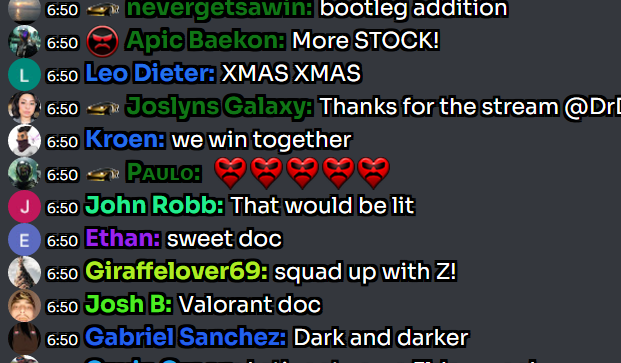 6:50 nevergetsawin: bootleg addition
6:50 Apic Baekon: More STOCK!
L 6:50 Leo Dieter: XMAS XMAS
6:50 Joslyns Galaxy: Thanks for the stream @DrD
6:50 Kroen: we win together
6:50 PAULO:
J 6:50 John Robb: That would be lit
E 6:50 Ethan: sweet doc
6:50 Giraffelover69: squad up with Z!
6:50 Josh B: Valorant doc
6:50 Gabriel Sanchez: Dark and darker